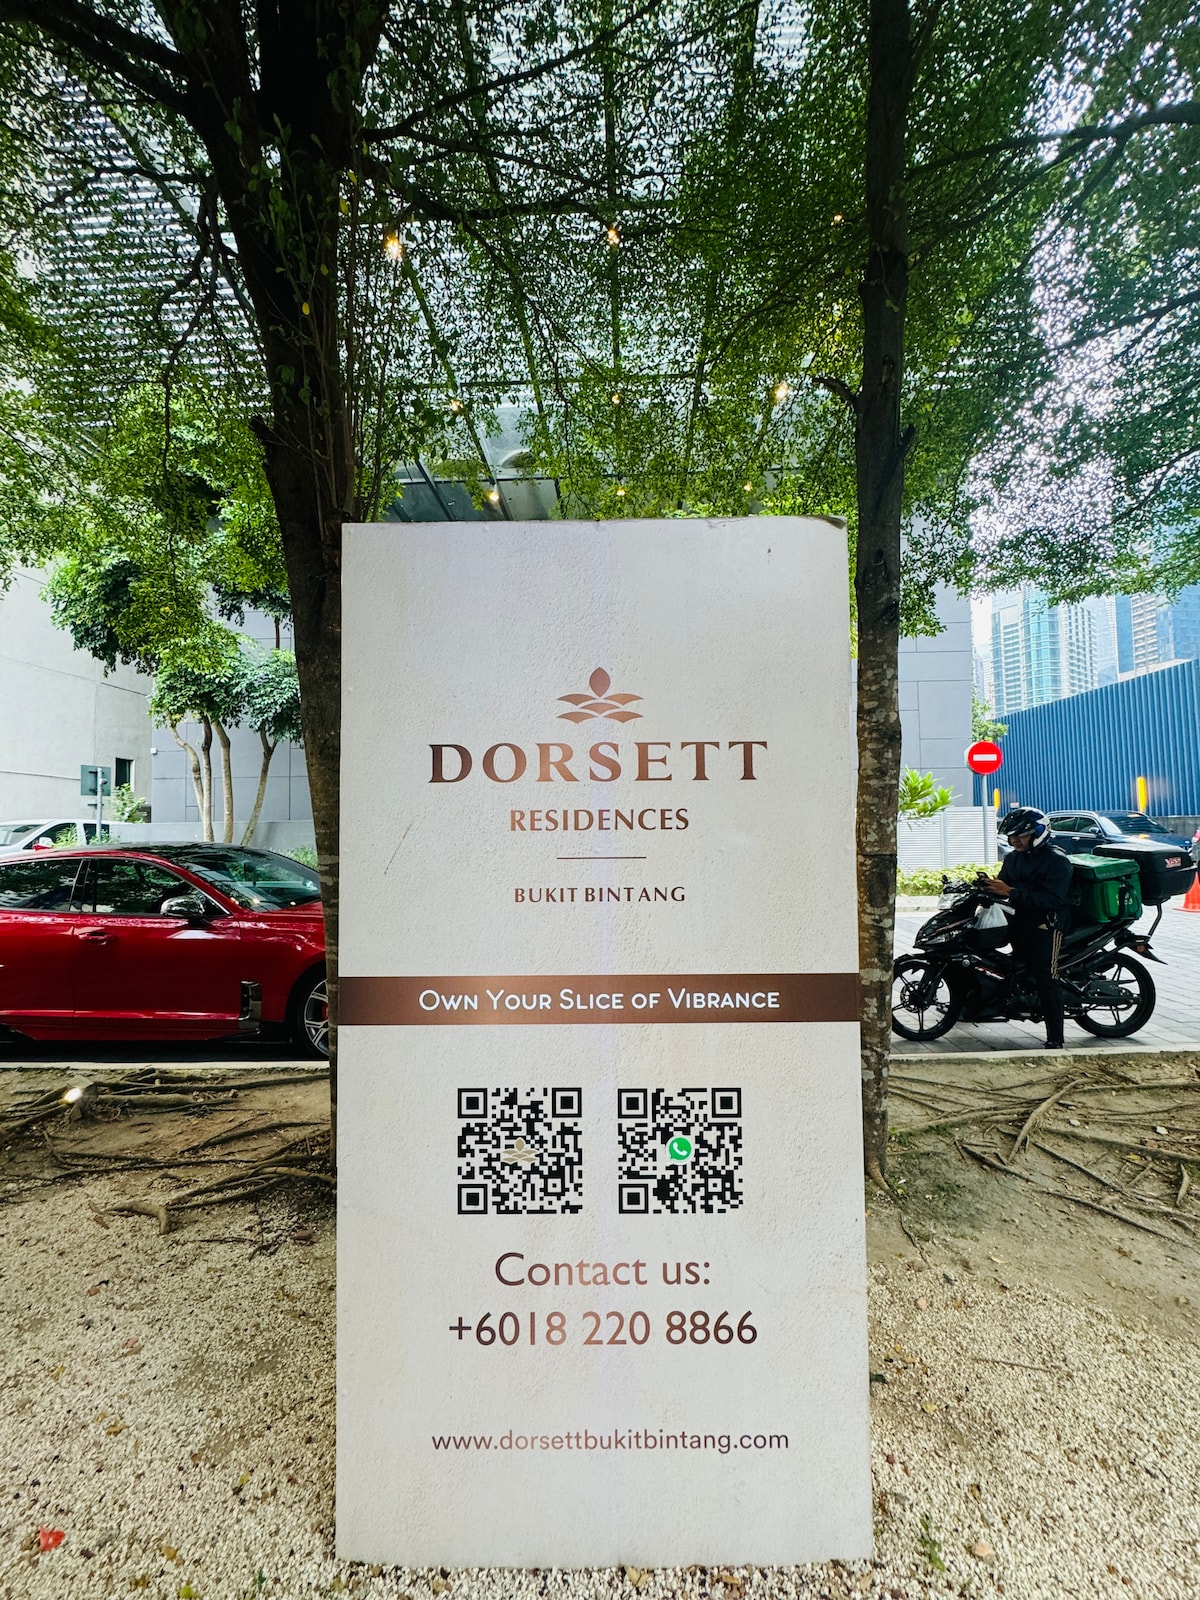 DORSETT
RESIDENCES
BUKIT BINTANG
OWN YOUR SLICE OF VIBRANCE
Contact us:
+6018 220 8866
www.dorsettbukitbintang.com